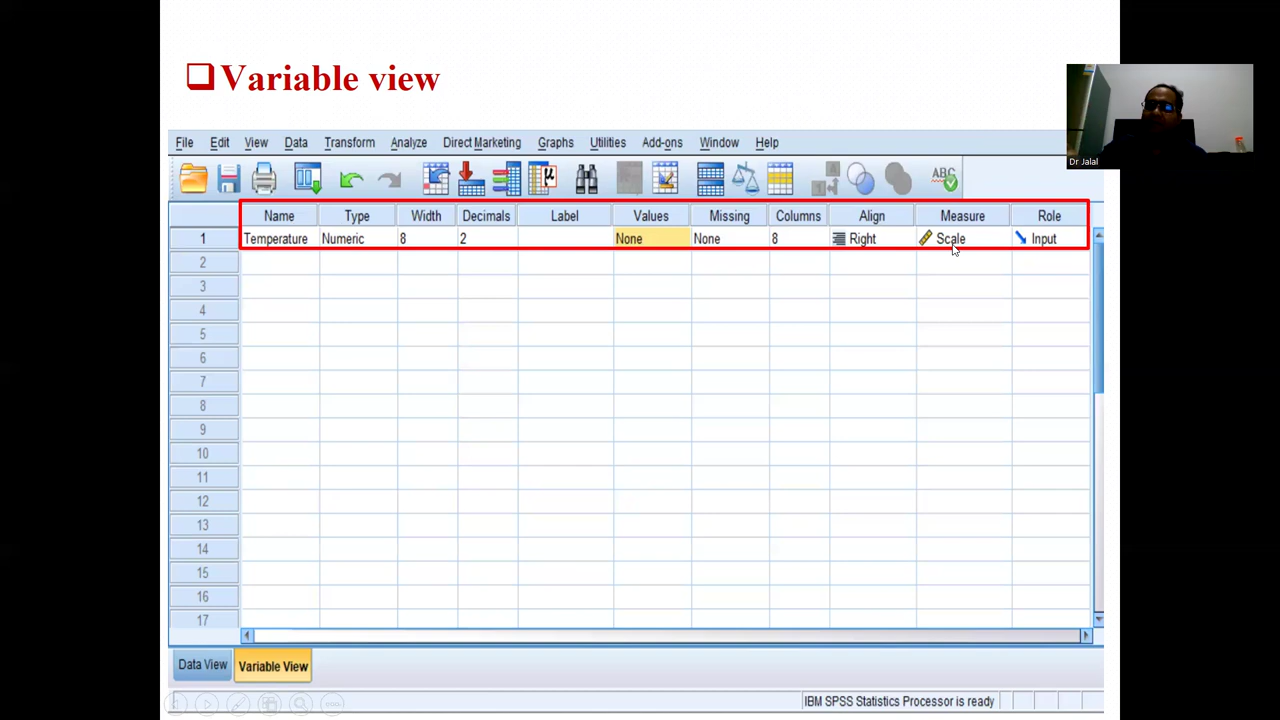 Variable view
Dr Jalal
File Edit View Data Transform Analyze Direct Marketing Graphs Utilities Add-ons Window Help
μ A 1 4 ABC
Name Type Width Decimals Label Values Missing Columns Align Measure Role
1 Temperature Numeric 8 2 None None 8 Right Scale Input
2
3
4
5
6
7
8
9
10
11
12
13
14
15
16
17
Data View Variable View
IBM SPSS Statistics Processor is ready